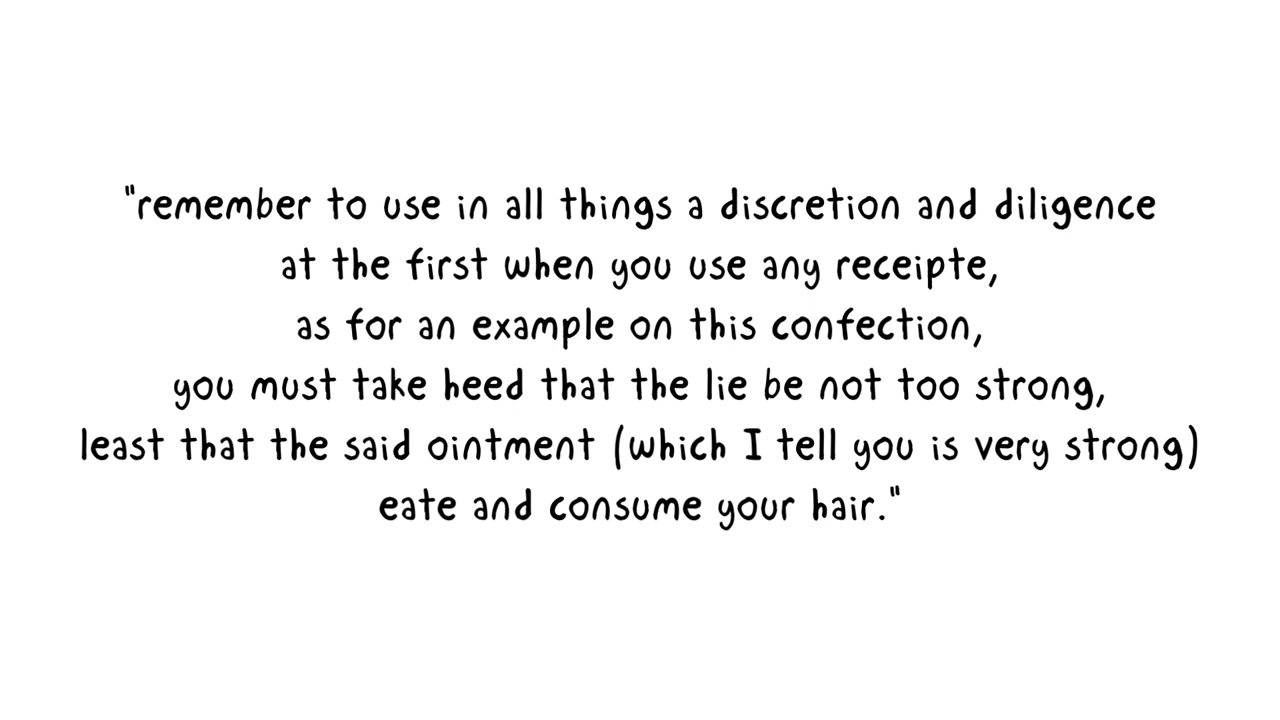 "remember to use in all things a discretion and diligence
at the first when you use any receipte,
as for an example on this confection,
you must take heed that the lie be not too strong,
least that the said ointment (which I tell you is very strong)
eate and consume your hair."